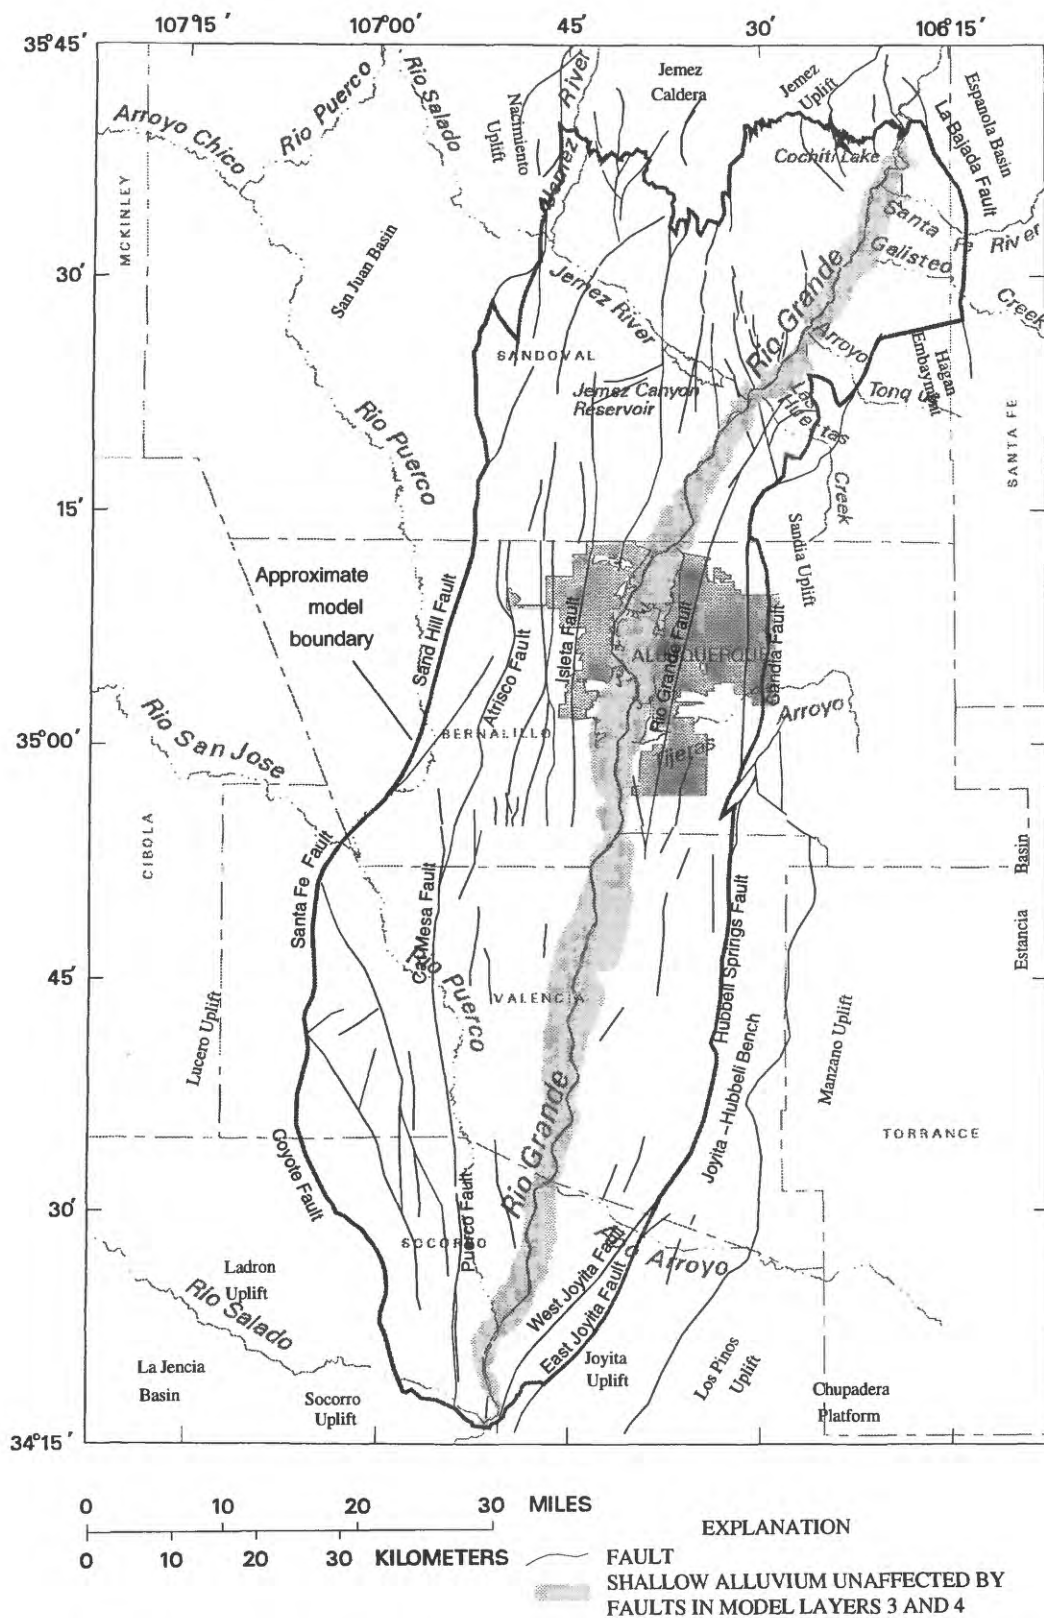 107°15′ 107°00′ 45′ 30′ 106°15′
35°45′
30′
15′
35°00′
45′
30′
34°15′
Arroyo Chico
Rio Puerco
Rio Salado
Nacimiento
Uplift
Jemez
River
Jemez
Caldera
Jemez
Uplift
Espanola Basin
La Bajada Fault
Cochiti Lake
MCKINLEY
San Juan Basin
Santa
Fe River
Galisteo
Creek
Jemez River
Rio Grande
SANDOVAL
Arroyo
Jemez Canyon
Reservoir
Las
Huertas
Creek
Hagan
Embayment
SANTA FE
Rio Puerco
Sandia Uplift
Approximate
model
boundary
Sand Hill Fault
Atrisco Fault
Isleta Fault
Rio Grande Fault
ALBUQUERQUE
Sandia Fault
Arroyo
Tijeras
BERNALILLO
Rio San Jose
CIBOLA
Santa Fe Fault
Cat Mesa Fault
Rio Puerco
Basin
Estancia
Hubbell Springs Fault
VALENCIA
Lucero Uplift
Joyita – Hubbell Bench
Manzano Uplift
TORRANCE
Coyote Fault
Rio Grande
Puerco Fault
SOCORRO
Abo
Arroyo
West Joyita Fault
East Joyita Fault
Ladron
Uplift
Rio Salado
La Jencia
Basin
Socorro
Uplift
Joyita
Uplift
Los Pinos
Uplift
Chupadera
Platform
0 10 20 30 MILES
0 10 20 30 KILOMETERS
EXPLANATION
FAULT
SHALLOW ALLUVIUM UNAFFECTED BY
FAULTS IN MODEL LAYERS 3 AND 4